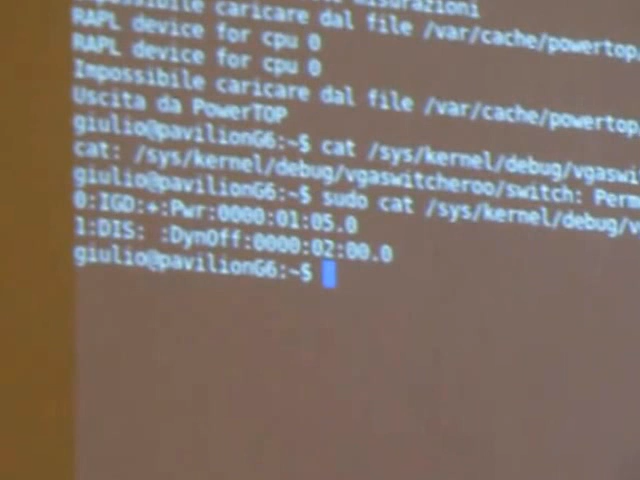 Impossibile caricare dal file /var/cache/powertop
RAPL device for cpu 0
RAPL device for cpu 0
Impossibile caricare dal file /var/cache/powertop
Uscita da PowerTOP
giulio@pavilionG6:~$ cat /sys/kernel/debug/vgaswit
cat: /sys/kernel/debug/vgaswitcheroo/switch: Perm
giulio@pavilionG6:~$ sudo cat /sys/kernel/debug/v
0:IGD:+:Pwr:0000:01:05.0
1:DIS: :DynOff:0000:02:00.0
giulio@pavilionG6:~$